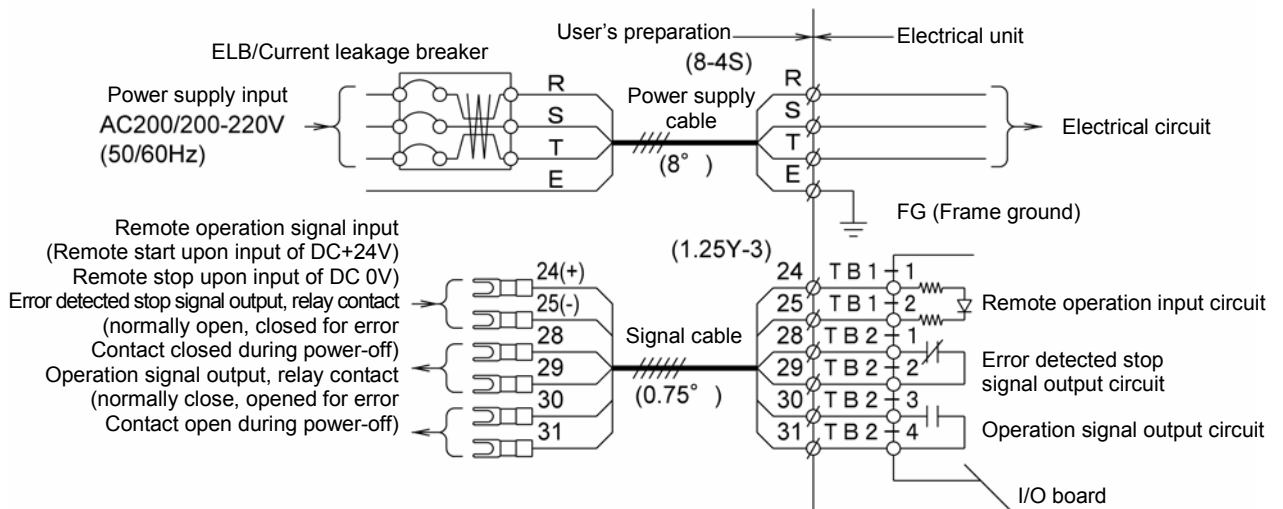 User's preparation
Electrical unit
ELB/Current leakage breaker
(8-4S)
Power supply input
AC200/200-220V
(50/60Hz)
R
S
T
E
Power supply
cable
(8° )
R
S
T
E
Electrical circuit
FG (Frame ground)
Remote operation signal input
(Remote start upon input of DC+24V)
Remote stop upon input of DC 0V)
Error detected stop signal output, relay contact
(normally open, closed for error
Contact closed during power-off)
Operation signal output, relay contact
(normally close, opened for error
Contact open during power-off)
24(+)
25(-)
28
29
30
31
Signal cable
(0.75° )
(1.25Y-3)
24 TB1-1
25 TB1-2
28 TB2-1
29 TB2-2
30 TB2-3
31 TB2-4
Remote operation input circuit
Error detected stop
signal output circuit
Operation signal output circuit
I/O board